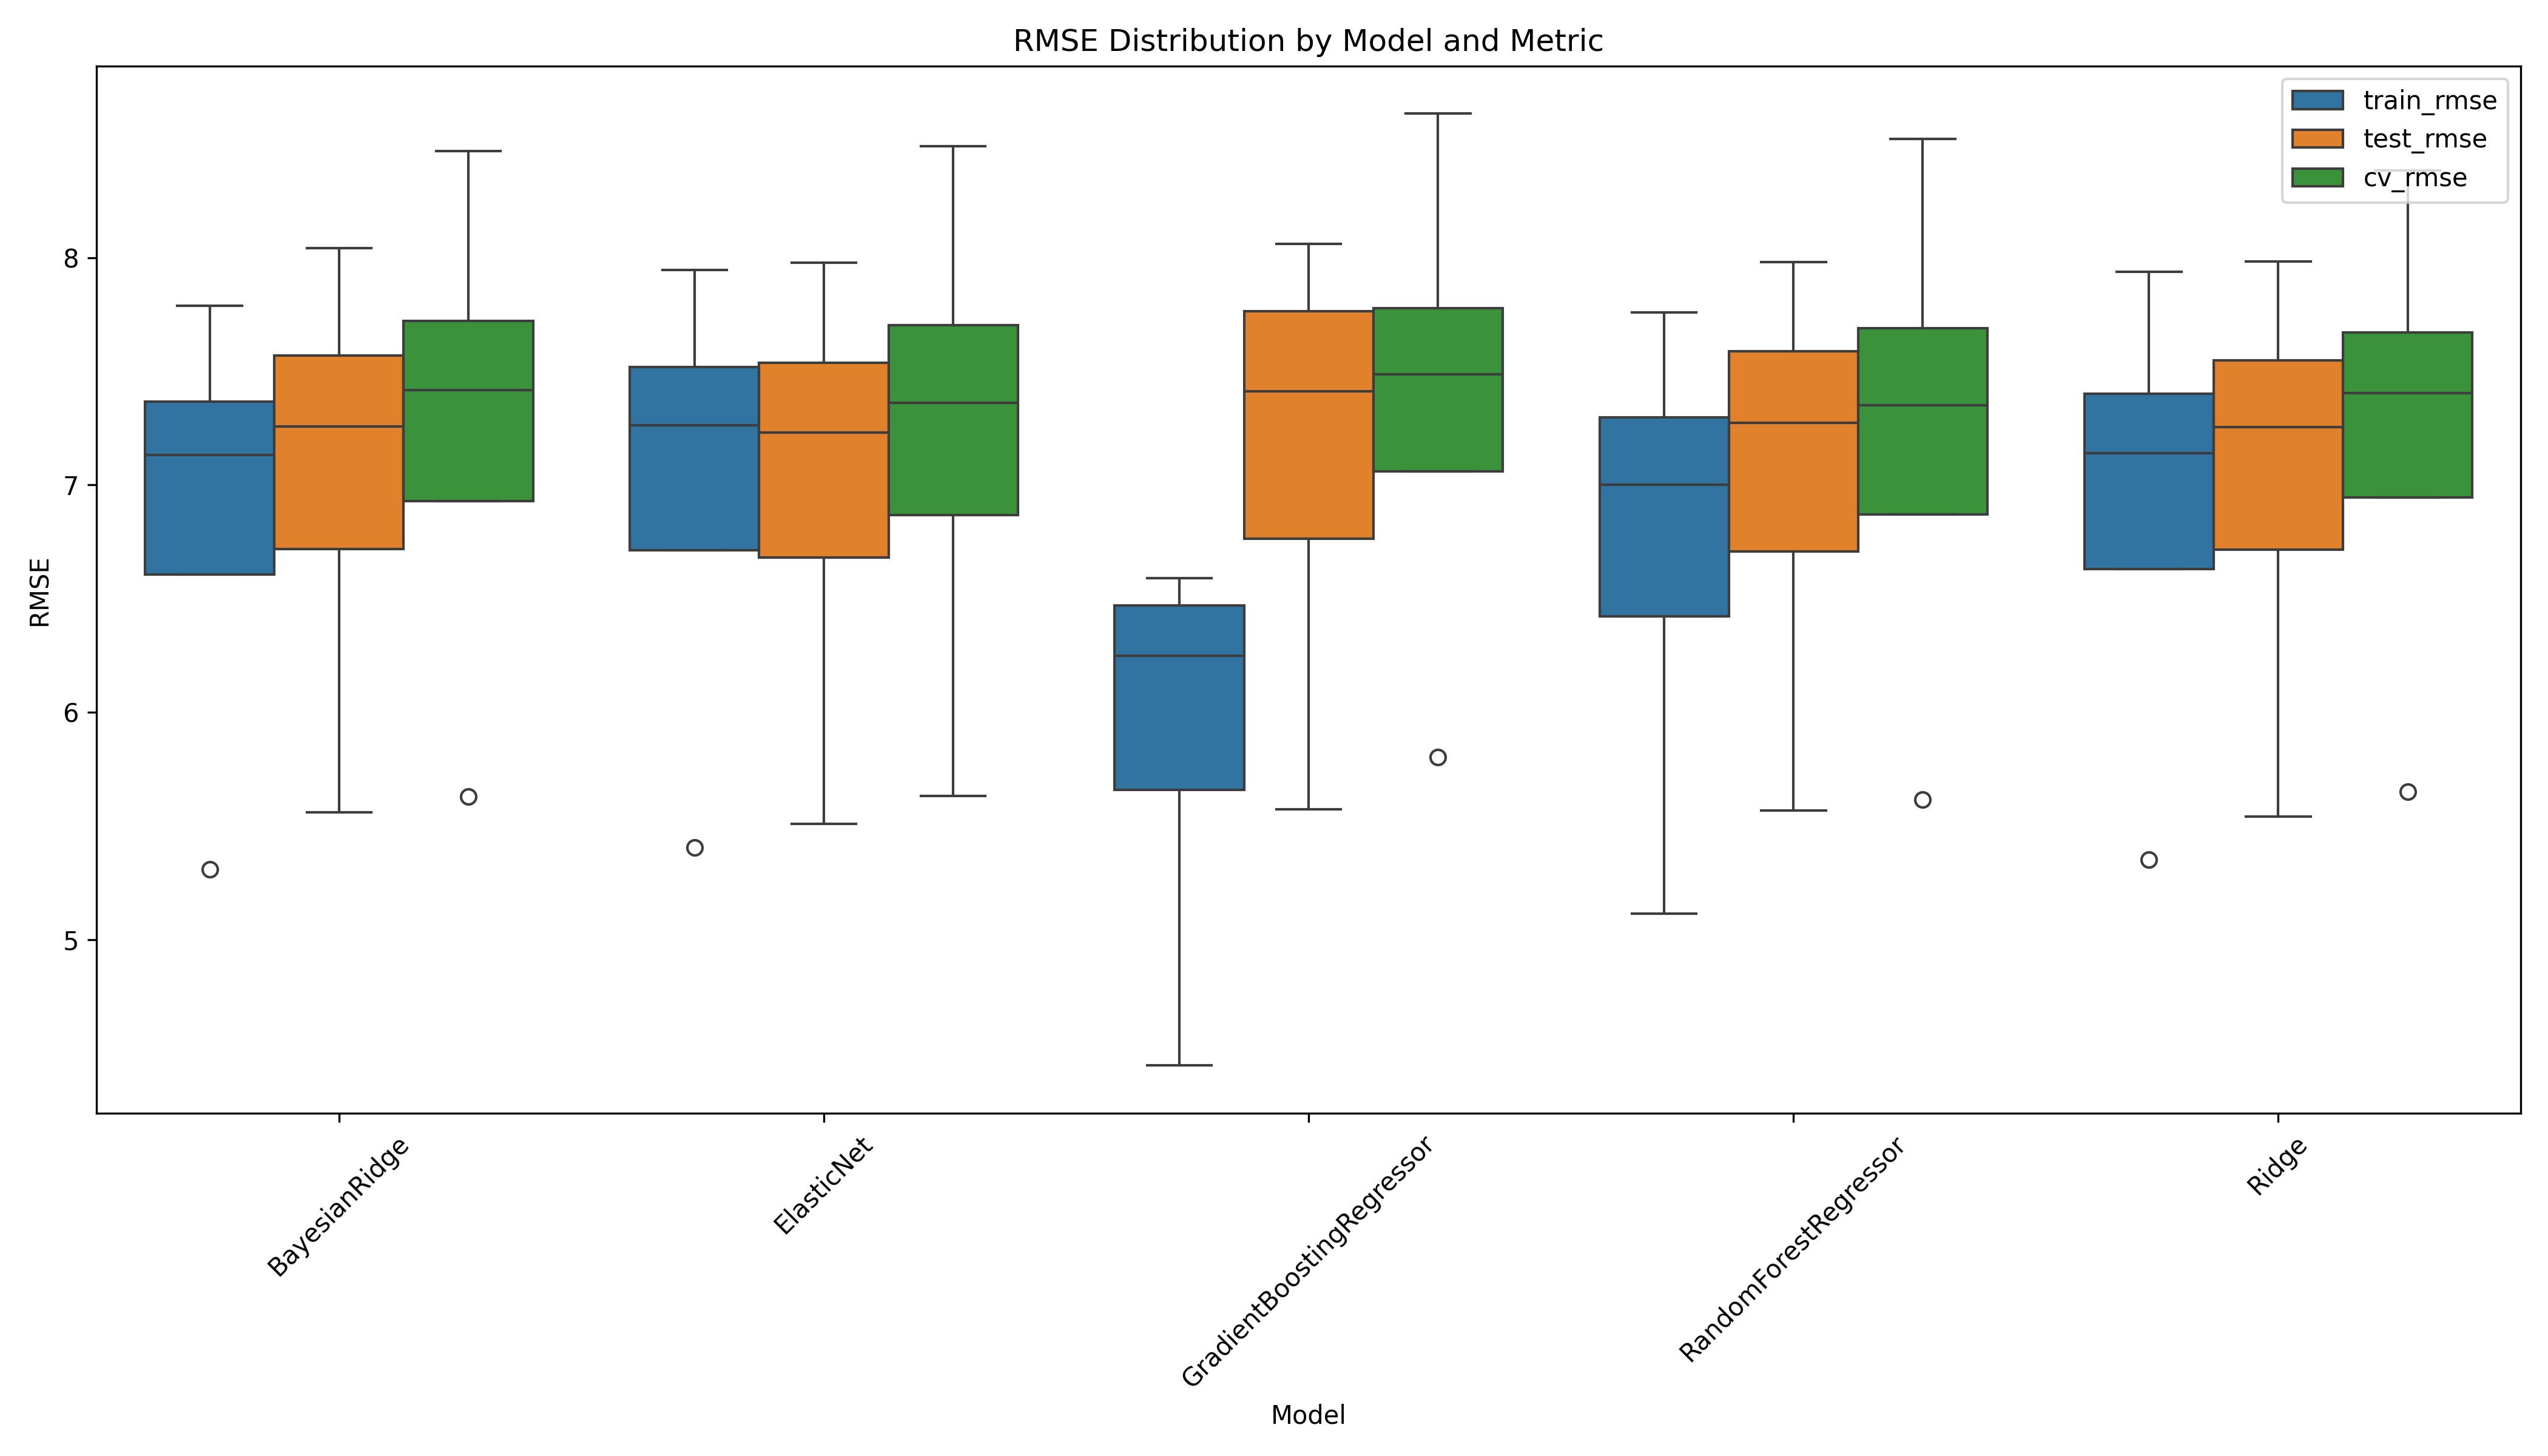 RMSE Distribution by Model and Metric
train_rmse
test_rmse
cv_rmse
RMSE
8
7
6
5
BayesianRidge
ElasticNet
GradientBoostingRegressor
RandomForestRegressor
Ridge
Model